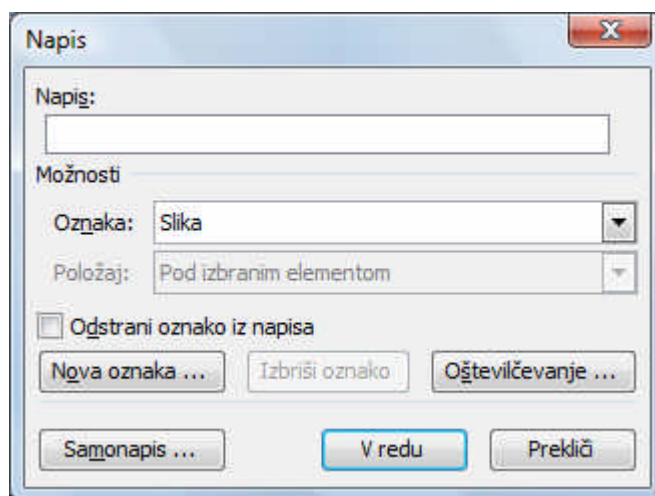 Napis
Napis:
Možnosti
Oznaka: Slika
Položaj: Pod izbranim elementom
Odstrani oznako iz napisa
Nova oznaka ... Izbriši oznako Oštevilčevanje ...
Samonapis ... V redu Prekliči